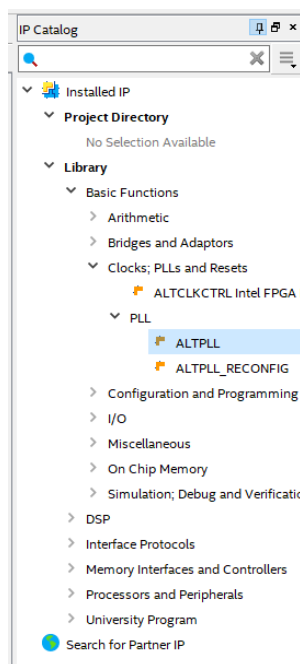 IP Catalog
Installed IP
Project Directory
No Selection Available
Library
Basic Functions
Arithmetic
Bridges and Adaptors
Clocks; PLLs and Resets
ALTCLKCTRL Intel FPGA
PLL
ALTPLL
ALTPLL_RECONFIG
Configuration and Programming
I/O
Miscellaneous
On Chip Memory
Simulation; Debug and Verificatio
DSP
Interface Protocols
Memory Interfaces and Controllers
Processors and Peripherals
University Program
Search for Partner IP